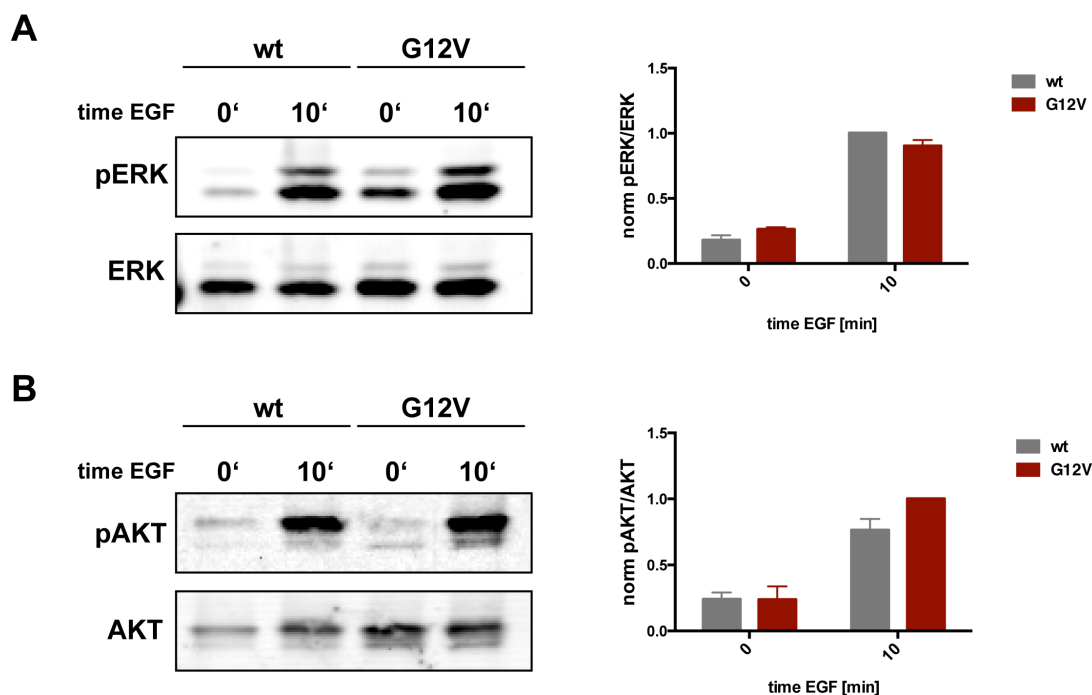 A
wt G12V
time EGF 0‘ 10‘ 0‘ 10‘
pERK
ERK
norm pERK/ERK
1.5
1.0
0.5
0.0
0 10
time EGF [min]
wt
G12V
B
wt G12V
time EGF 0‘ 10‘ 0‘ 10‘
pAKT
AKT
norm pAKT/AKT
1.5
1.0
0.5
0.0
0 10
time EGF [min]
wt
G12V